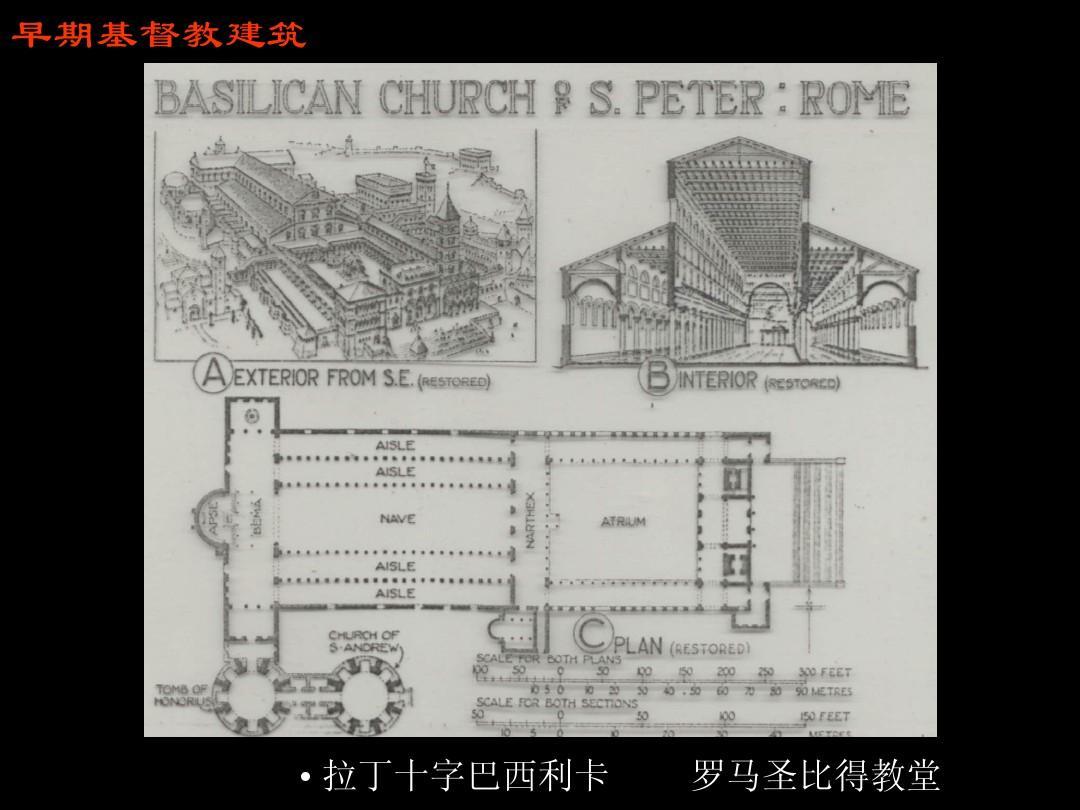 早期基督教建筑
BASILICAN CHURCH OF S. PETER : ROME
A EXTERIOR FROM S.E. (RESTORED)
B INTERIOR (RESTORED)
AISLE
AISLE
APSE
BEMA
NAVE
NARTHEX
ATRIUM
AISLE
AISLE
CHURCH OF
S·ANDREW
TOMB OF
HONORIUS
C PLAN (RESTORED)
SCALE FOR BOTH PLANS
100 50 0 50 100 150 200 250 300 FEET
10 5 0 10 20 30 40 50 60 70 80 90 METRES
SCALE FOR BOTH SECTIONS
50 0 50 100 150 FEET
10 5 0 10 20 30 40 METRES
• 拉丁十字巴西利卡 罗马圣比得教堂